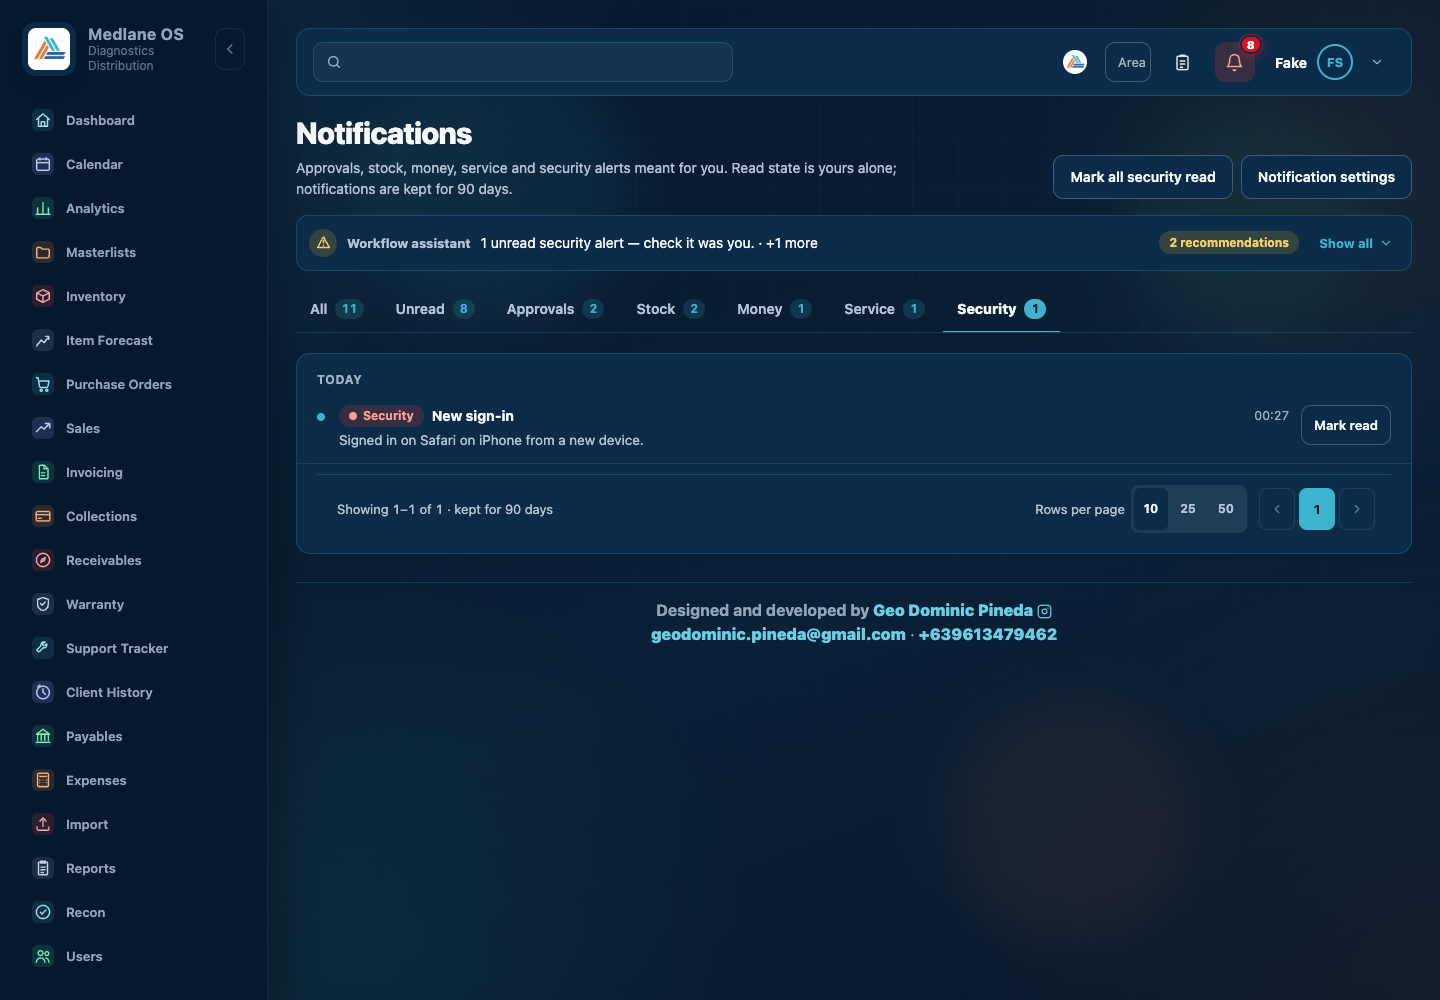 Medlane OS
Diagnostics
Distribution
Dashboard
Calendar
Analytics
Masterlists
Inventory
Item Forecast
Purchase Orders
Sales
Invoicing
Collections
Receivables
Warranty
Support Tracker
Client History
Payables
Expenses
Import
Reports
Recon
Users
Area
8
Fake
FS
Notifications
Approvals, stock, money, service and security alerts meant for you. Read state is yours alone;
notifications are kept for 90 days.
Mark all security read
Notification settings
Workflow assistant 1 unread security alert — check it was you. · +1 more
2 recommendations
Show all
All 11
Unread 8
Approvals 2
Stock 2
Money 1
Service 1
Security 1
TODAY
Security New sign-in
00:27
Mark read
Signed in on Safari on iPhone from a new device.
Showing 1–1 of 1 · kept for 90 days
Rows per page 10 25 50
1
Designed and developed by Geo Dominic Pineda
geodominic.pineda@gmail.com · +639613479462